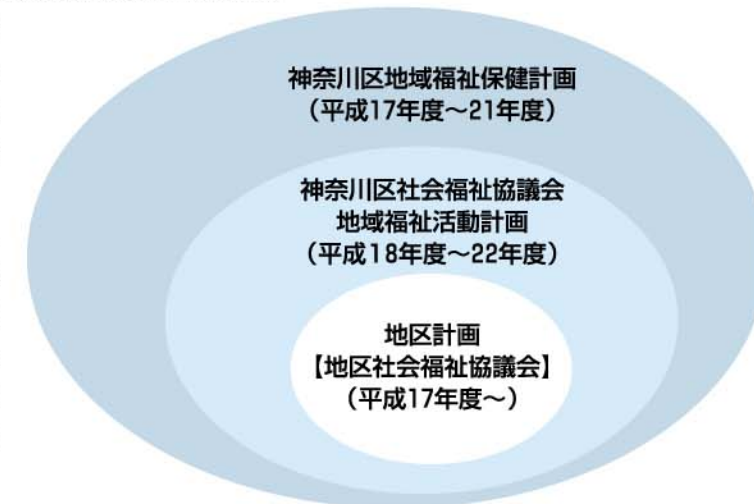 神奈川区地域福祉保健計画
（平成17年度〜21年度）
神奈川区社会福祉協議会
地域福祉活動計画
（平成18年度〜22年度）
地区計画
【地区社会福祉協議会】
（平成17年度〜）